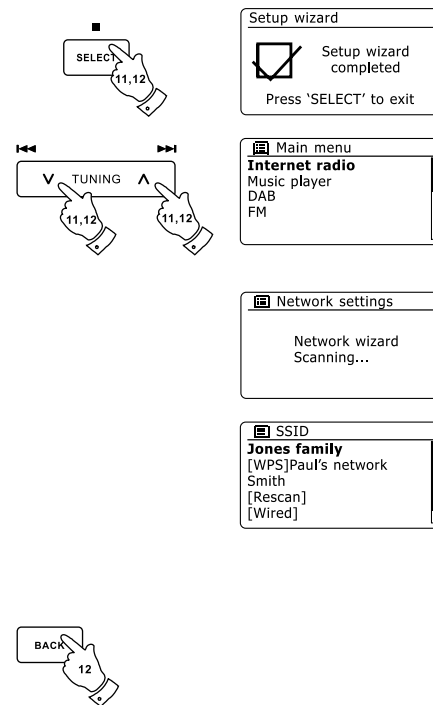 SELECT
11,12
Setup wizard
Setup wizard
completed
Press ‘SELECT’ to exit
TUNING
11,12
11,12
Main menu
Internet radio
Music player
DAB
FM
Network settings
Network wizard
Scanning...
SSID
Jones family
[WPS]Paul’s network
Smith
[Rescan]
[Wired]
BACK
12